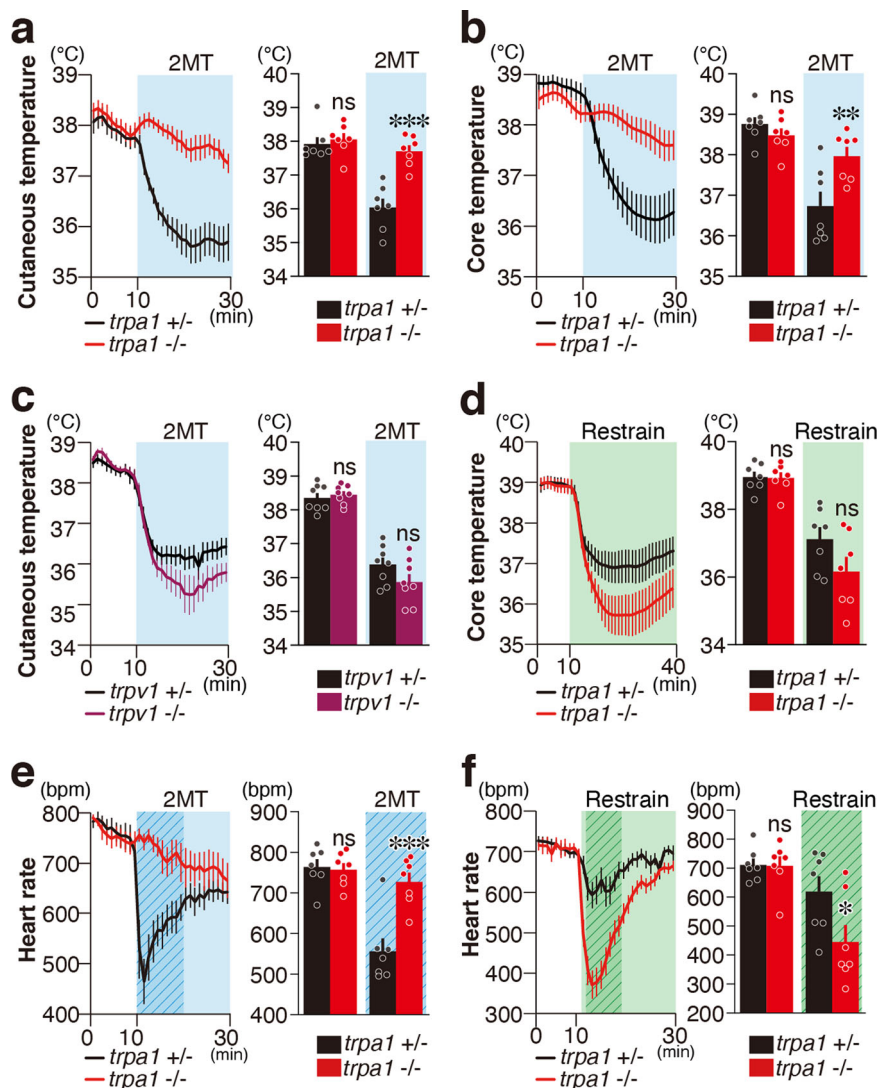 a
(°C)
2MT
Cutaneous temperature
39
38
37
36
35
0
10
30
(min)
trpa1 +/-
trpa1 -/-
(°C)
2MT
40
39
38
37
36
35
34
ns
***
trpa1 +/-
trpa1 -/-
b
(°C)
2MT
Core temperature
39
38
37
36
35
0
10
30
(min)
trpa1 +/-
trpa1 -/-
(°C)
2MT
40
39
38
37
36
35
ns
**
trpa1 +/-
trpa1 -/-
c
(°C)
2MT
Cutaneous temperature
39
38
37
36
35
34
0
10
30
(min)
trpv1 +/-
trpv1 -/-
(°C)
2MT
40
39
38
37
36
35
34
ns
ns
trpv1 +/-
trpv1 -/-
d
(°C)
Restrain
Core temperature
40
39
38
37
36
35
0
10
40
(min)
trpa1 +/-
trpa1 -/-
(°C)
Restrain
40
38
36
34
ns
ns
trpa1 +/-
trpa1 -/-
e
(bpm)
2MT
Heart rate
800
700
600
500
400
0
10
30
(min)
trpa1 +/-
trpa1 -/-
(bpm)
2MT
900
800
700
630
500
400
ns
***
trpa1 +/-
trpa1 -/-
f
(bpm)
Restrain
Heart rate
800
700
600
500
400
300
0
10
30
(min)
trpa1 +/-
trpa1 -/-
(bpm)
Restrain
900
800
700
600
500
400
300
200
ns
*
trpa1 +/-
trpa1 -/-